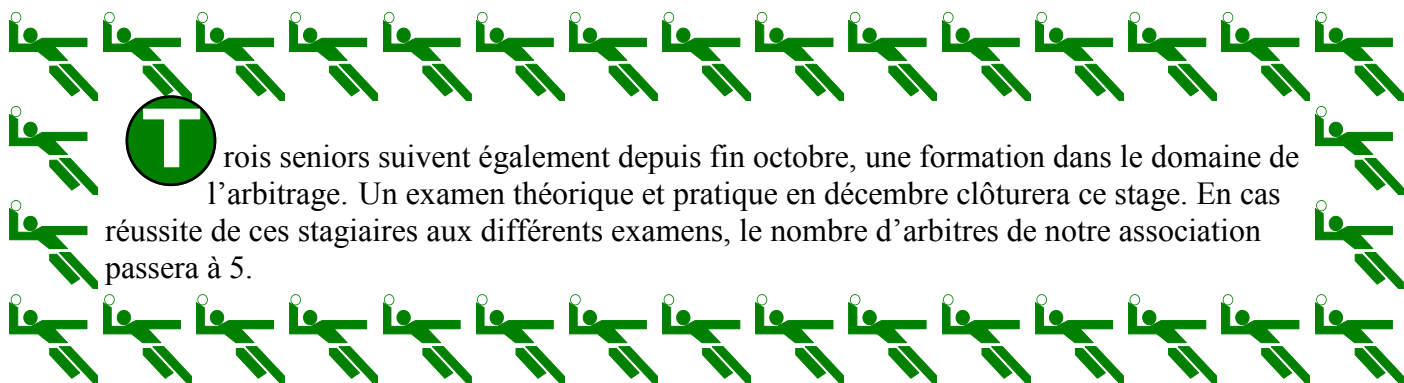 Trois seniors suivent également depuis fin octobre, une formation dans le domaine de
l’arbitrage. Un examen théorique et pratique en décembre clôturera ce stage. En cas
réussite de ces stagiaires aux différents examens, le nombre d’arbitres de notre association
passera à 5.